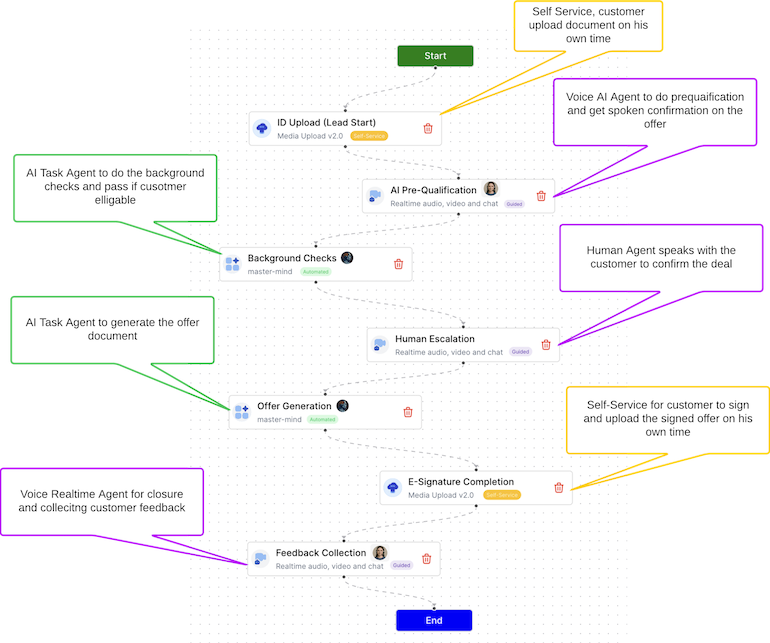 Self Service, customer
upload document on his
own time
Start
Voice AI Agent to do prequaification
and get spoken confirmation on the
offer
ID Upload (Lead Start)
Media Upload v2.0 Self-Service
AI Task Agent to do the background
checks and pass if cusotmer
elligable
AI Pre-Qualification
Realtime audio, video and chat Guided
Background Checks
master-mind Automated
Human Agent speaks with the
customer to confirm the deal
AI Task Agent to generate the offer
document
Human Escalation
Realtime audio, video and chat Guided
Offer Generation
master-mind Automated
Self-Service for customer to sign
and upload the signed offer on his
own time
E-Signature Completion
Media Upload v2.0 Self-Service
Voice Realtime Agent for closure
and collecitng customer feedback
Feedback Collection
Realtime audio, video and chat Guided
End